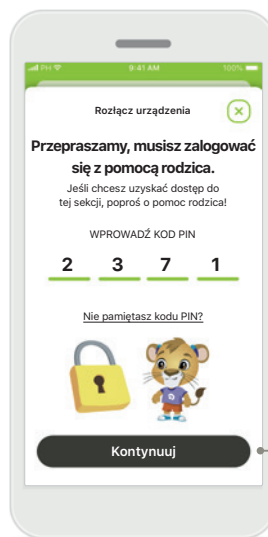 PH 9:41 AM 100%
Rozłącz urządzenia
Przepraszamy, musisz zalogować
się z pomocą rodzica.
Jeśli chcesz uzyskać dostęp do
tej sekcji, poproś o pomoc rodzica!
WPROWADŹ KOD PIN
2 3 7 1
Nie pamiętasz kodu PIN?
Kontynuuj